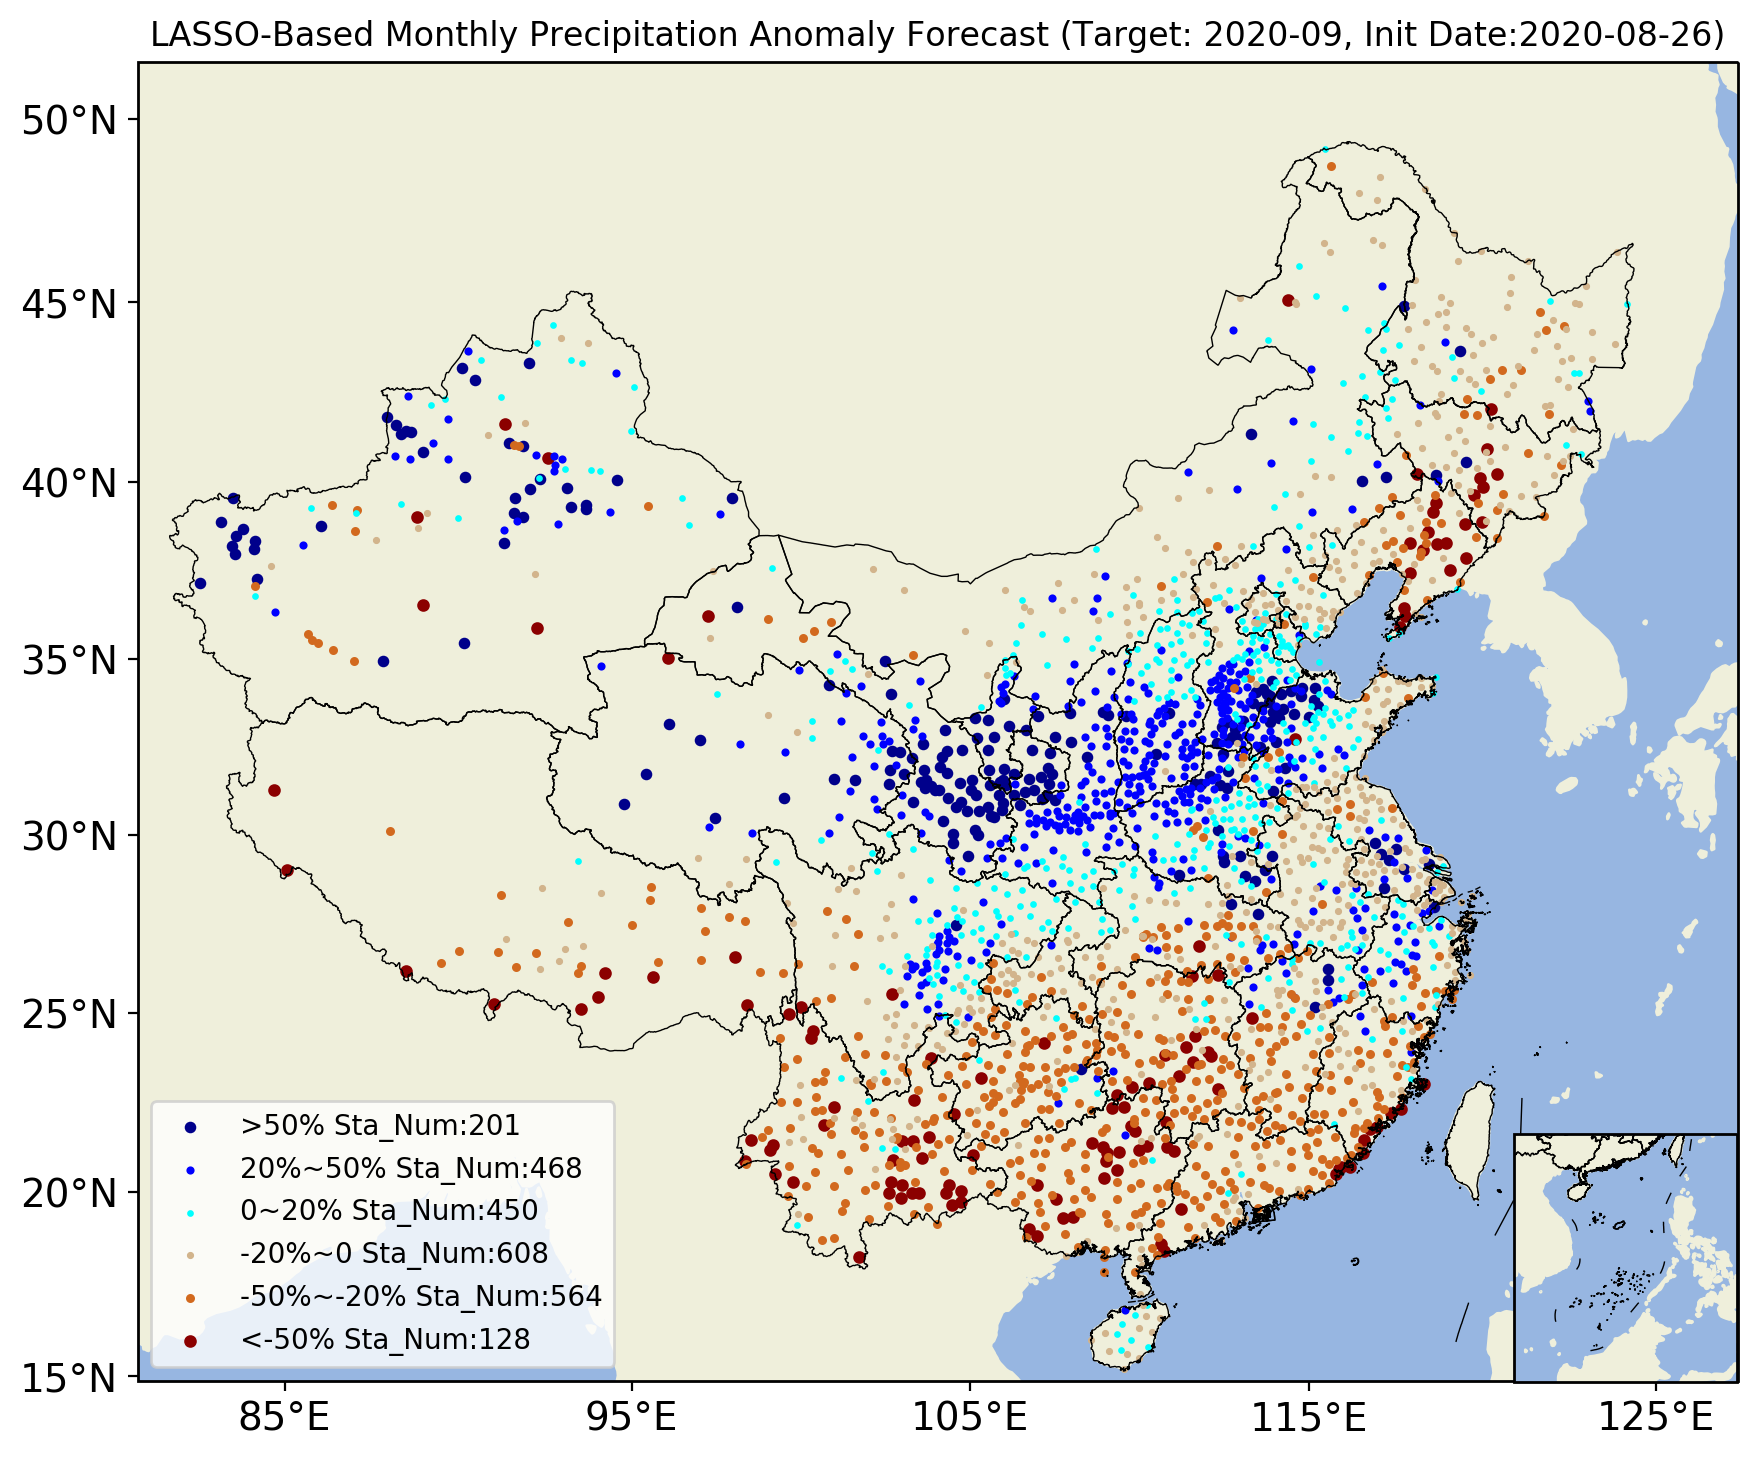 LASSO-Based Monthly Precipitation Anomaly Forecast (Target: 2020-09, Init Date:2020-08-26)
50°N
45°N
40°N
35°N
30°N
25°N
20°N
15°N
>50% Sta_Num:201
20%~50% Sta_Num:468
0~20% Sta_Num:450
-20%~0 Sta_Num:608
-50%~-20% Sta_Num:564
<-50% Sta_Num:128
85°E
95°E
105°E
115°E
125°E